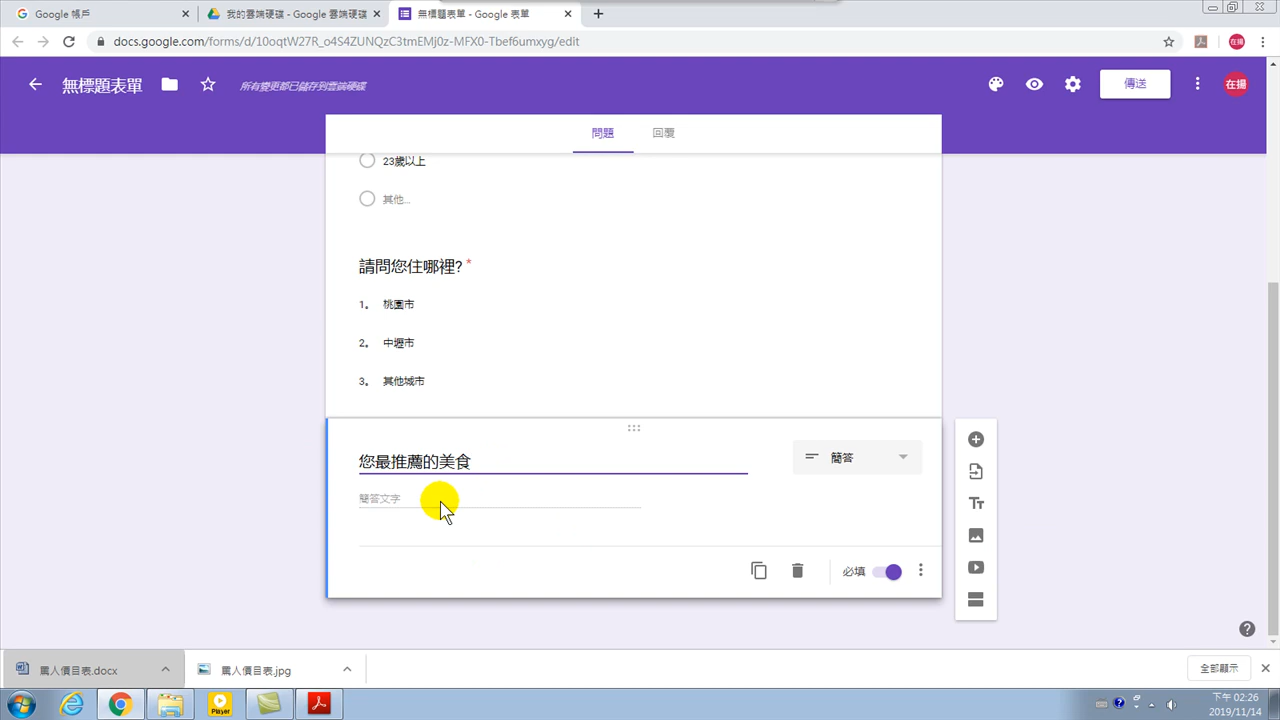 Google 帳戶
我的雲端硬碟 - Google 雲端硬碟
無標題表單 - Google 表單
docs.google.com/forms/d/10oqtW27R_o4S4ZUNQzC3tmEMJ0z-MFX0-Tbef6umxyg/edit
在揚
無標題表單
所有變更都已儲存到雲端硬碟
傳送
在揚
問題
回覆
23歲以上
其他...
請問您住哪裡? *
1. 桃園市
2. 中壢市
3. 其他城市
您最推薦的美食
簡答
簡答文字
必填
罵人價目表.docx
罵人價目表.jpg
全部顯示
Player
下午 02:26
2019/11/14